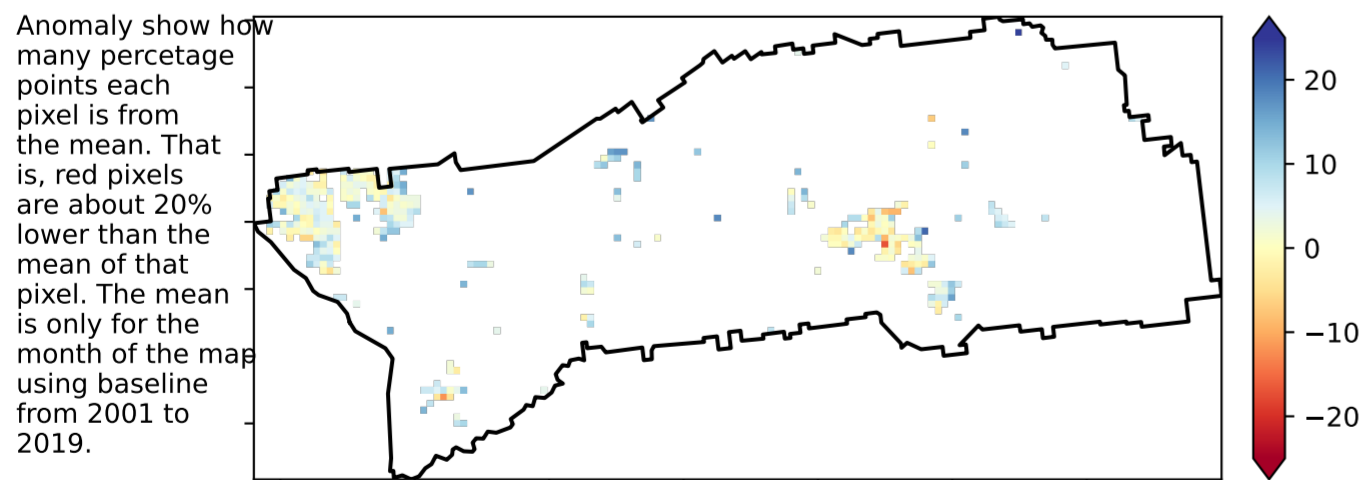 Anomaly show how
many percetage
points each
pixel is from
the mean. That
is, red pixels
are about 20%
lower than the
mean of that
pixel. The mean
is only for the
month of the map
using baseline
from 2001 to
2019.
20
10
0
−10
−20